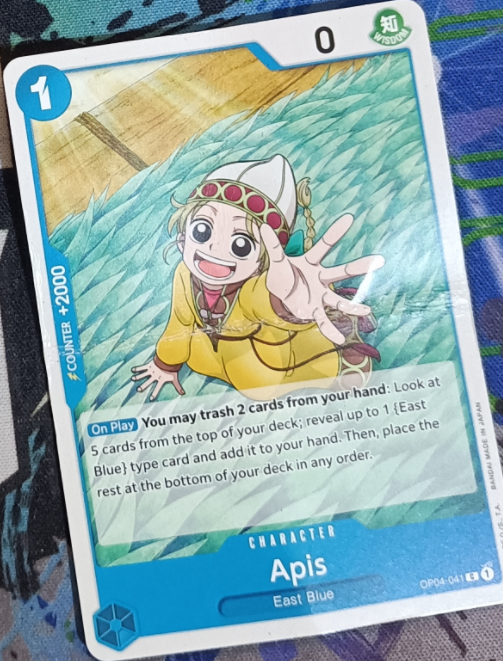 1
0
知
WISDOM
COUNTER +2000
On Play You may trash 2 cards from your hand: Look at
5 cards from the top of your deck; reveal up to 1 {East
Blue} type card and add it to your hand. Then, place the
rest at the bottom of your deck in any order.
CHARACTER
Apis
East Blue
OP04-041 C 1
BANDAI MADE IN JAPAN